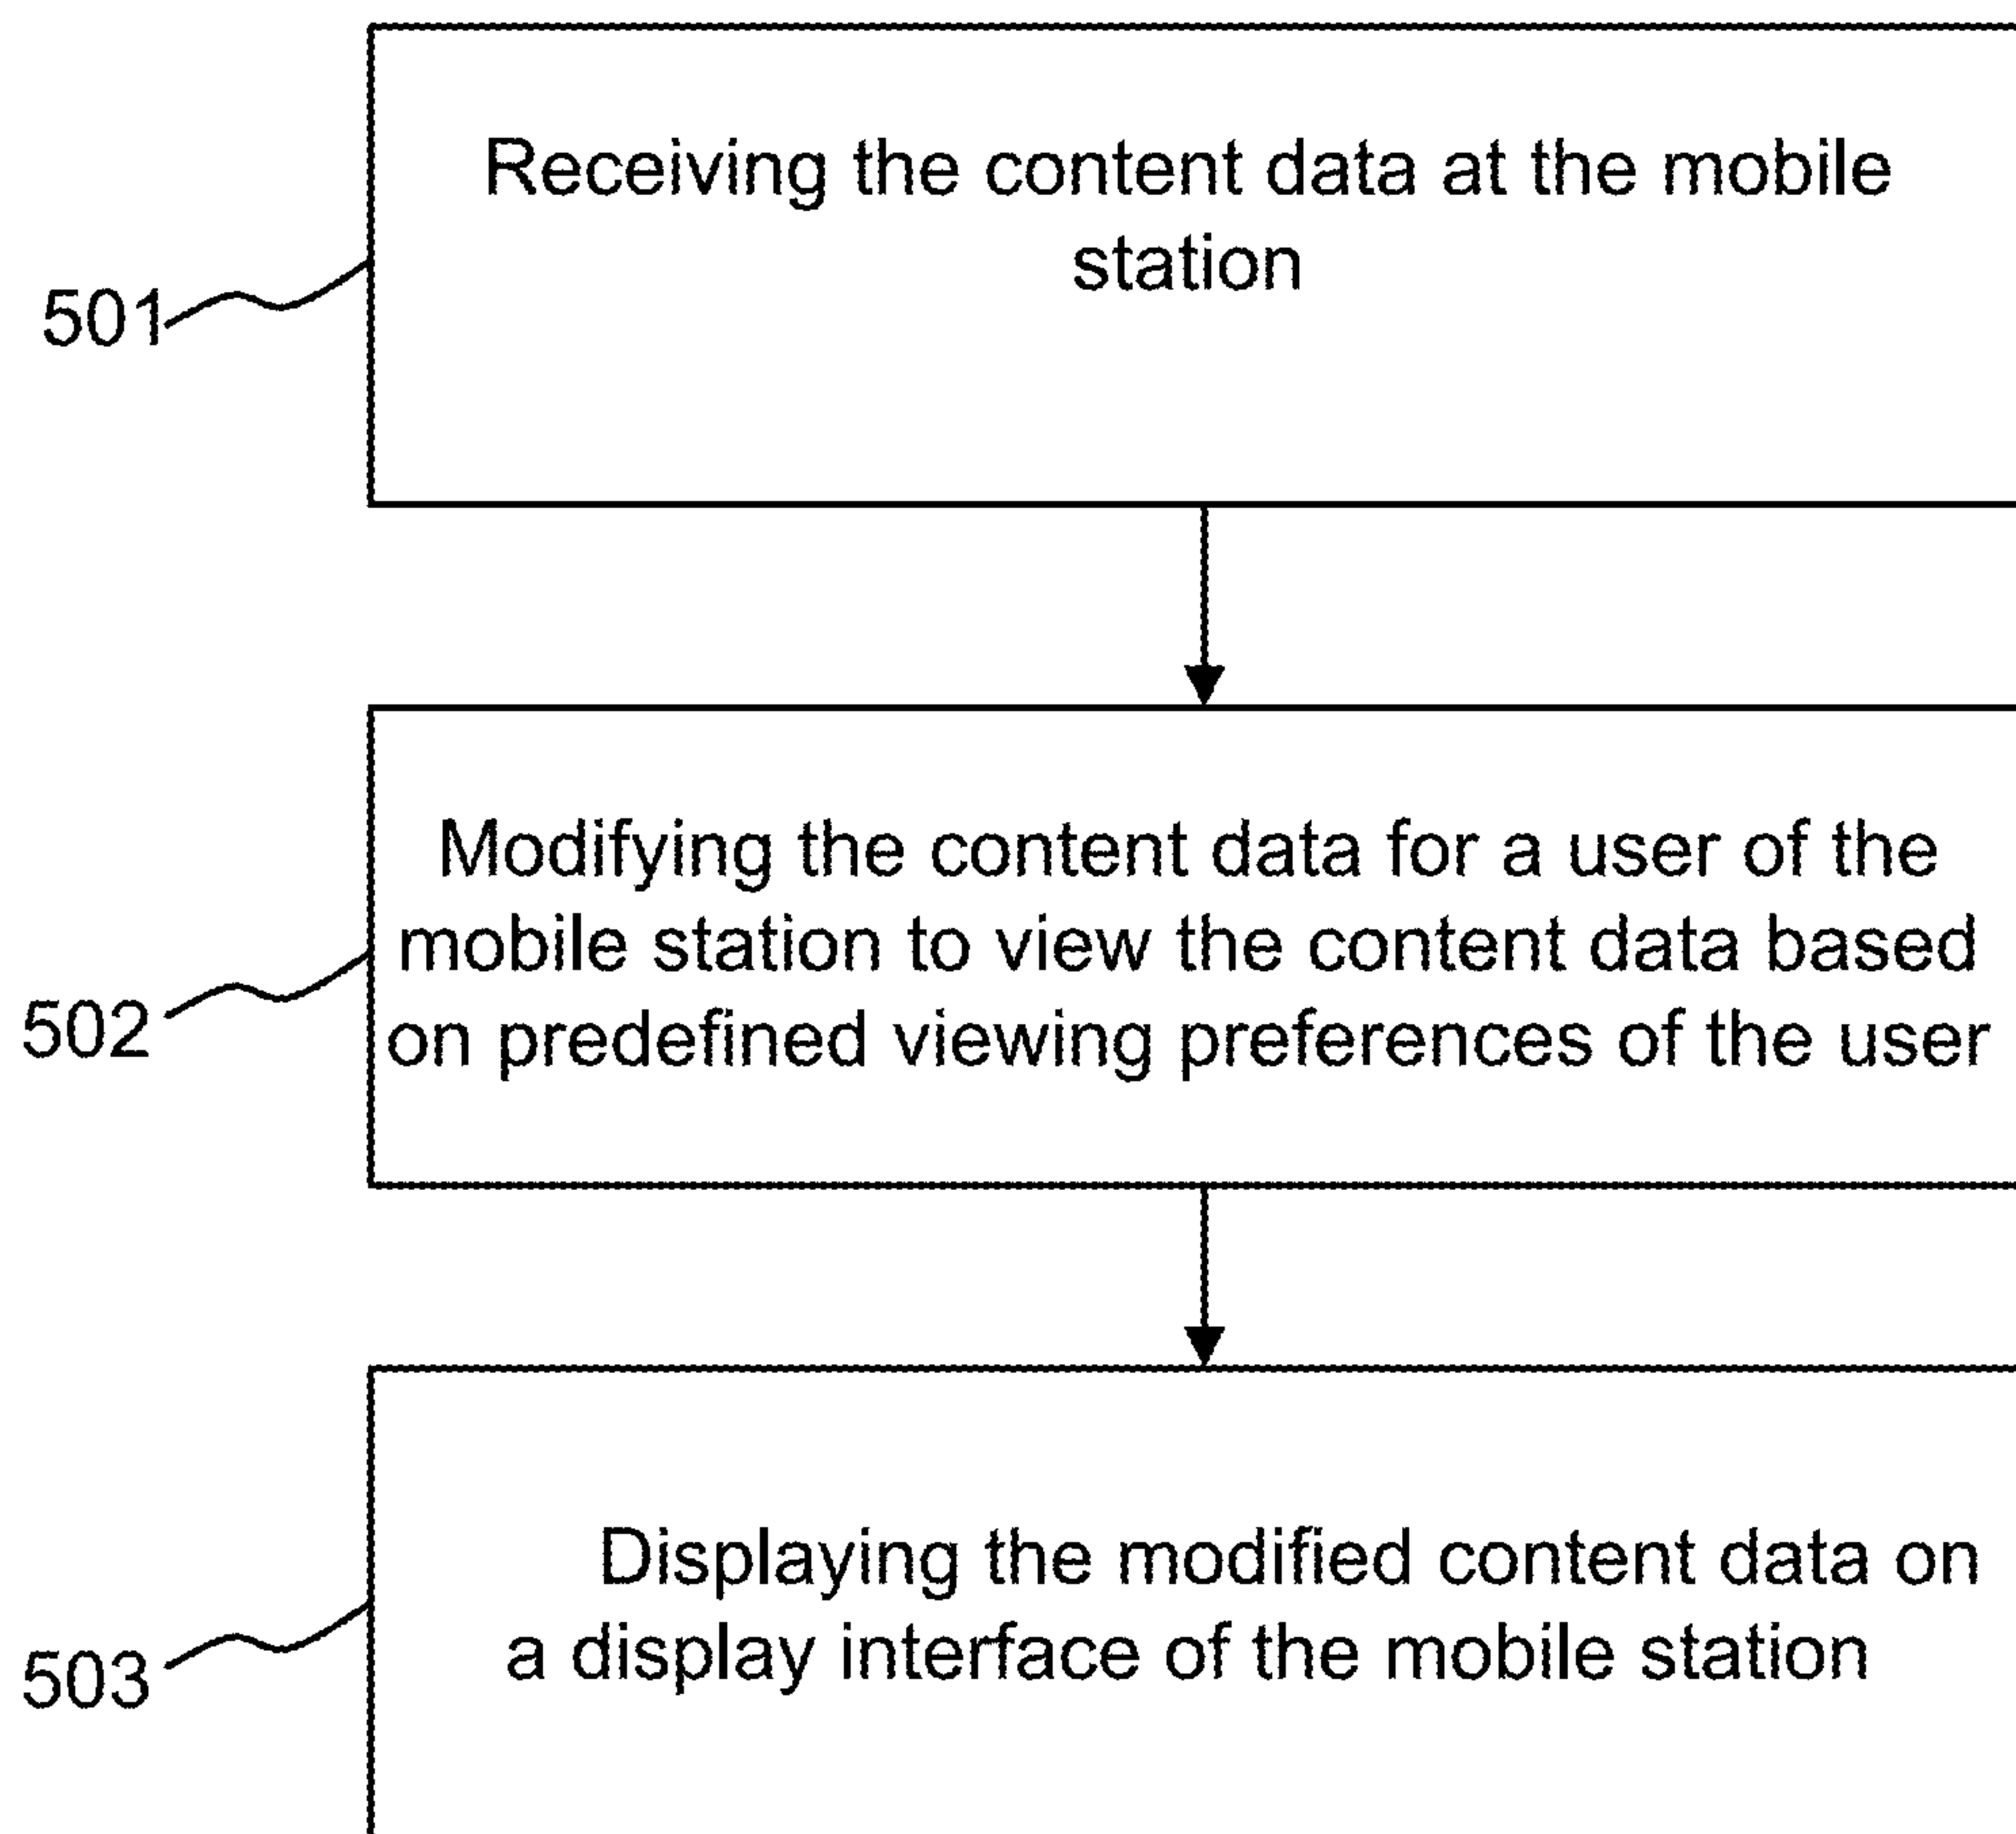 Receiving the content data at the mobile
station
501
Modifying the content data for a user of the
mobile station to view the content data based
on predefined viewing preferences of the user
502
Displaying the modified content data on
a display interface of the mobile station
503